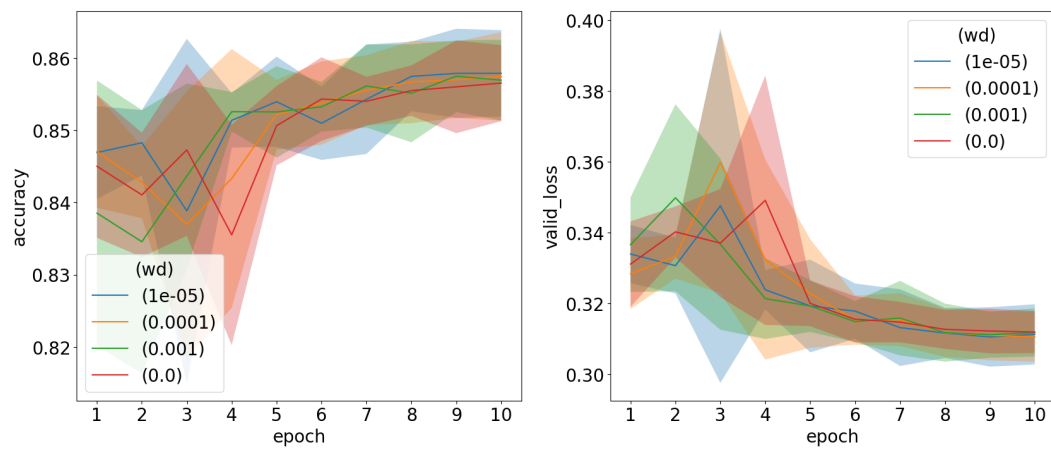 accuracy
0.86
0.85
0.84
0.83
0.82
(wd)
(1e-05)
(0.0001)
(0.001)
(0.0)
1 2 3 4 5 6 7 8 9 10
epoch
valid_loss
0.40
0.38
0.36
0.34
0.32
0.30
(wd)
(1e-05)
(0.0001)
(0.001)
(0.0)
1 2 3 4 5 6 7 8 9 10
epoch